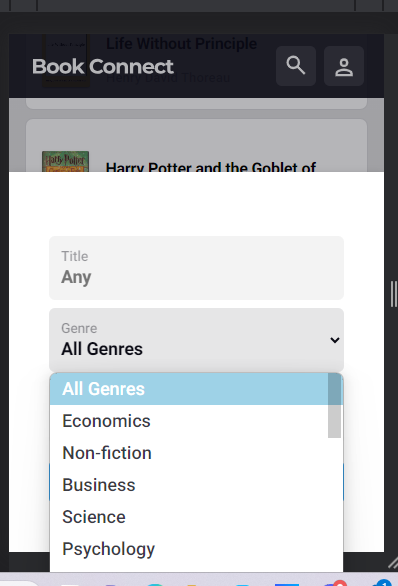 Life Without Principle
Book Connect
Harry Potter and the Goblet of
Title
Any
Genre
All Genres
All Genres
Economics
Non-fiction
Business
Science
Psychology